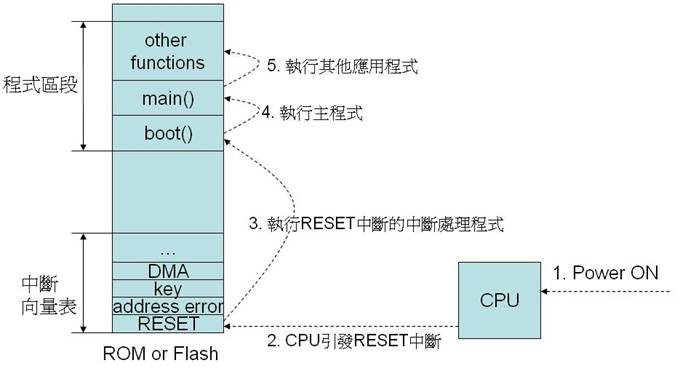 other
functions
程式區段
main()
boot()
5. 執行其他應用程式
4. 執行主程式
3. 執行RESET中斷的中斷處理程式
...
DMA
key
address error
RESET
中斷
向量表
ROM or Flash
2. CPU引發RESET中斷
CPU
1. Power ON